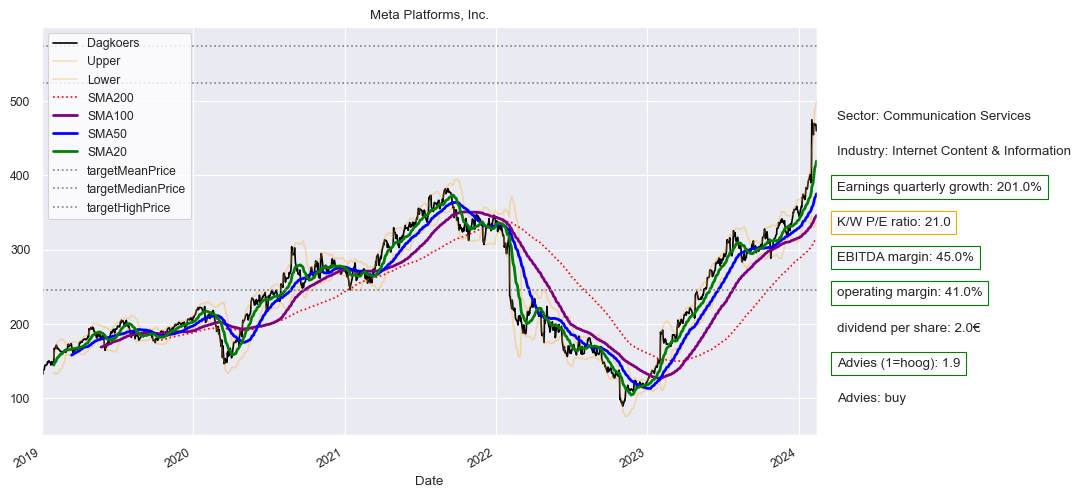 Meta Platforms, Inc.
Dagkoers
Upper
Lower
SMA200
SMA100
SMA50
SMA20
targetMeanPrice
targetMedianPrice
targetHighPrice
500
400
300
200
100
2019
2020
2021
2022
2023
2024
Date
Sector: Communication Services
Industry: Internet Content & Information
Earnings quarterly growth: 201.0%
K/W P/E ratio: 21.0
EBITDA margin: 45.0%
operating margin: 41.0%
dividend per share: 2.0€
Advies (1=hoog): 1.9
Advies: buy